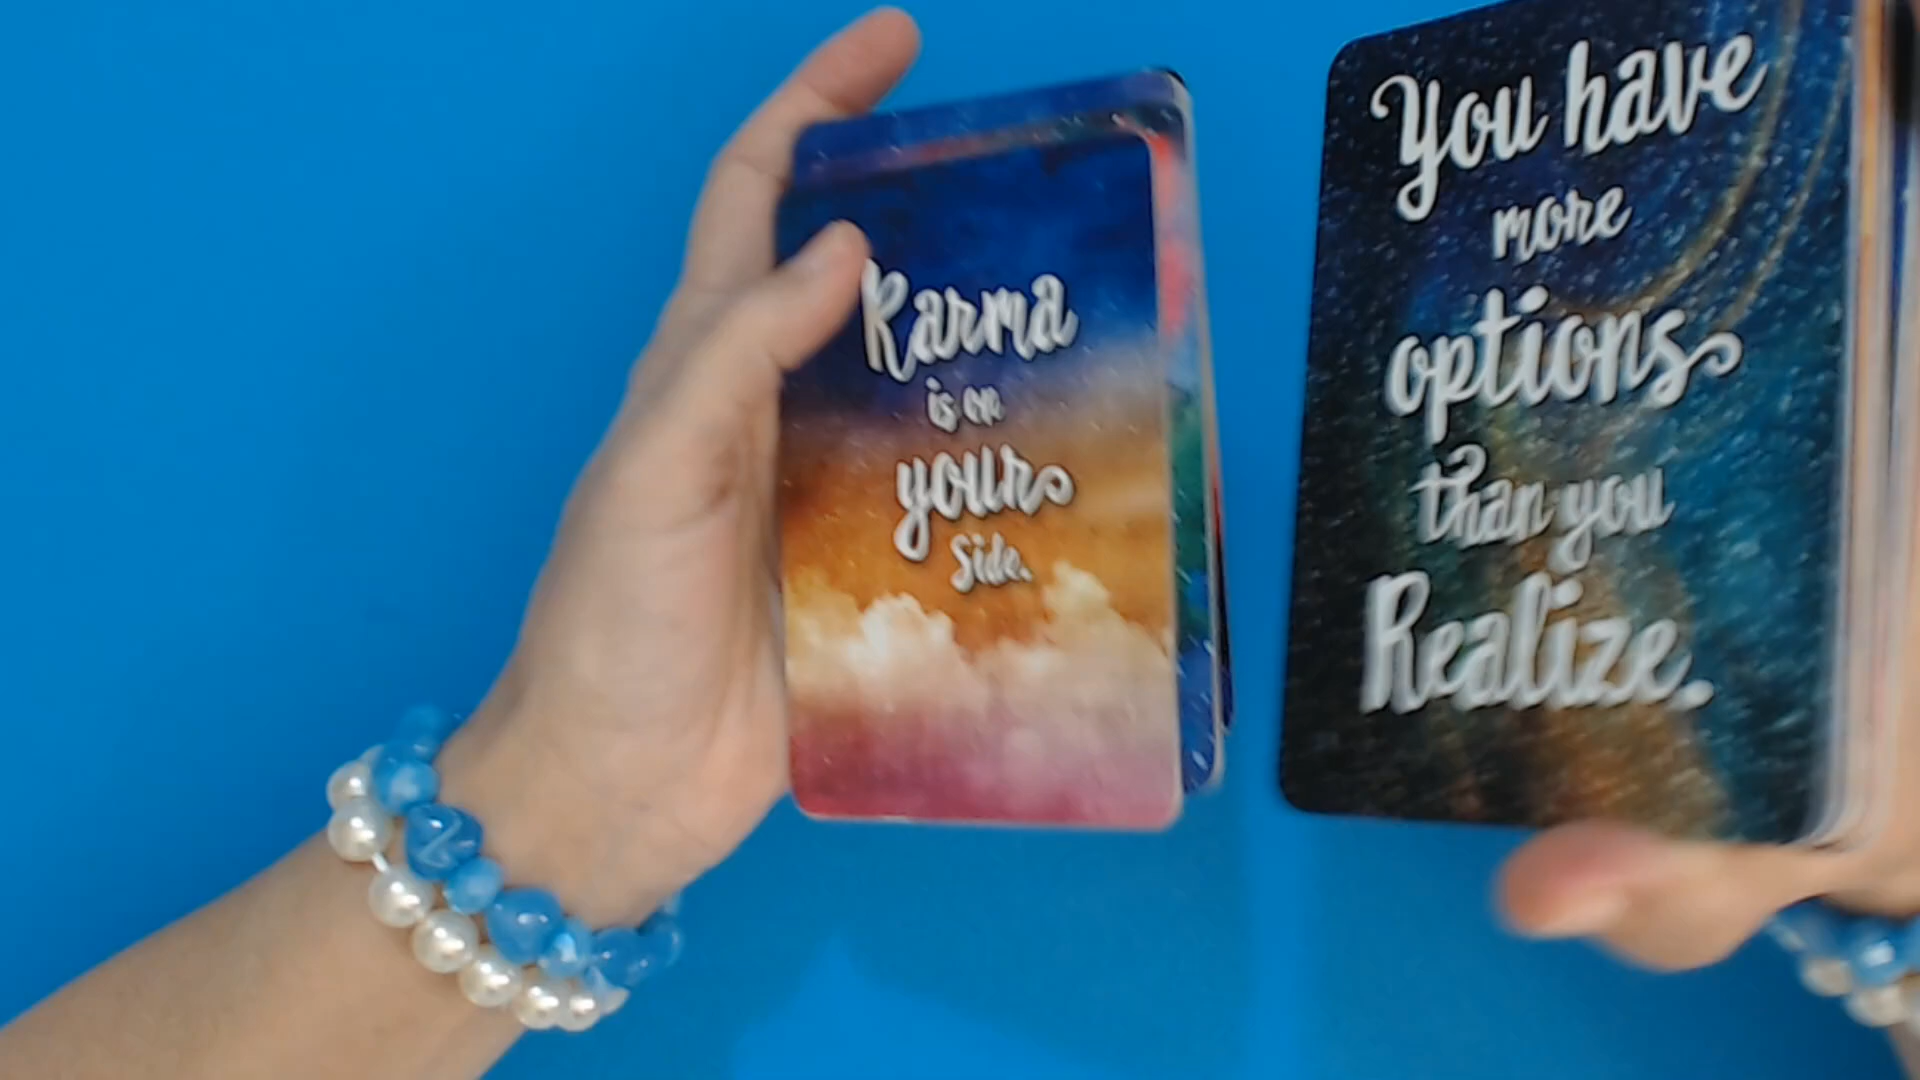 Karma
is on
your
Side.
You have
more
options
than you
Realize.